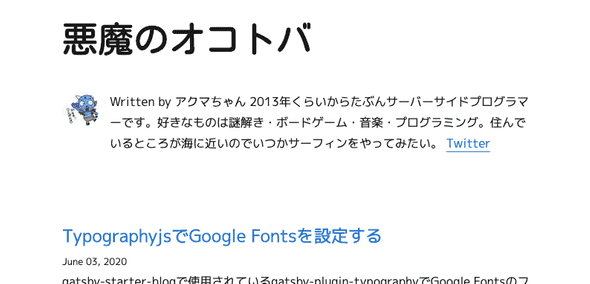 悪魔のオコトバ
Written by アクマちゃん 2013年くらいからたぶんサーバーサイドプログラマ
ーです。好きなものは謎解き・ボードゲーム・音楽・プログラミング。住んで
いるところが海に近いのでいつかサーフィンをやってみたい。 Twitter
TypographyjsでGoogle Fontsを設定する
June 03, 2020
gatsby-starter-blogで使用されているgatsby-plugin-typographyでGoogle Fontsのフ